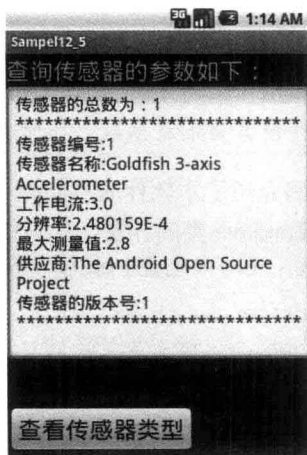 3G 1:14 AM
Sampel12_5
查询传感器的参数如下：
传感器的总数为：1
******************************
传感器编号:1
传感器名称:Goldfish 3-axis
Accelerometer
工作电流:3.0
分辨率:2.480159E-4
最大测量值:2.8
供应商:The Android Open Source
Project
传感器的版本号:1
******************************
查看传感器类型